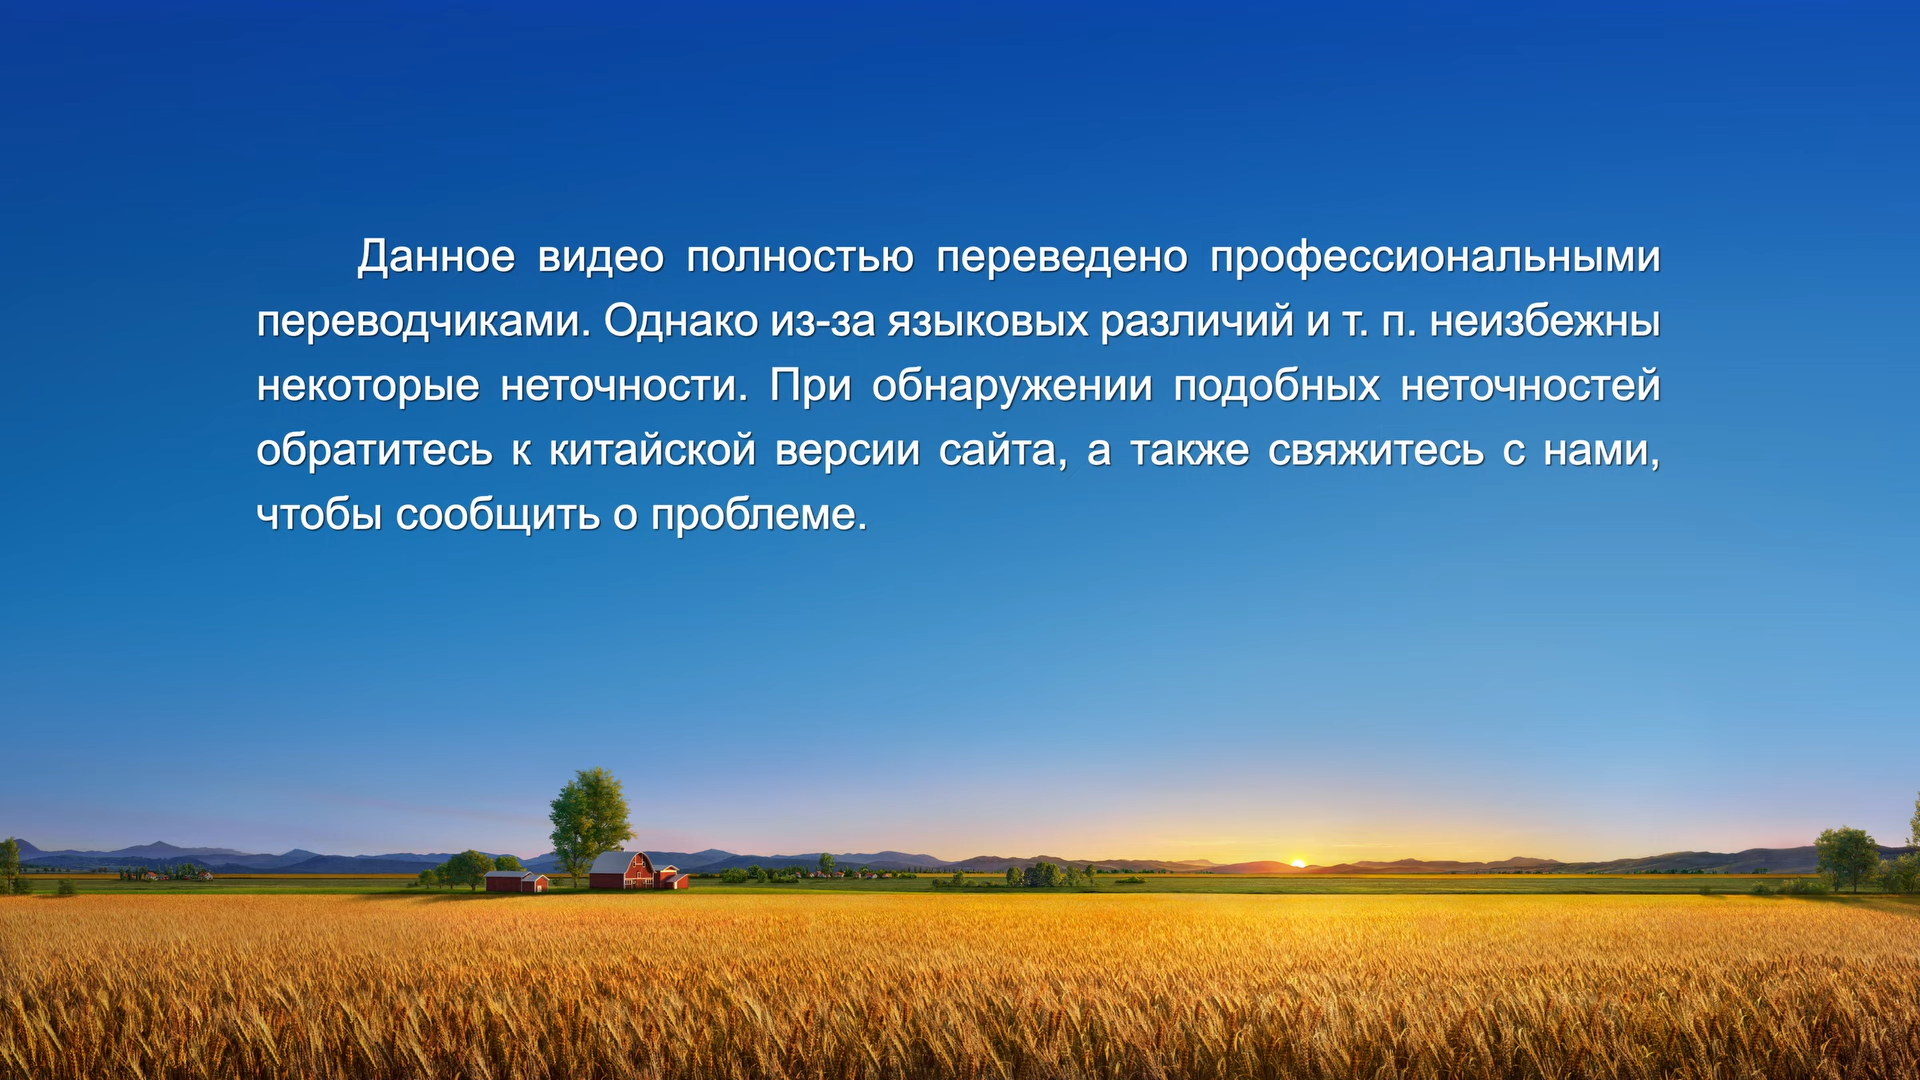 Данное видео полностью переведено профессиональными
переводчиками. Однако из-за языковых различий и т. п. неизбежны
некоторые неточности. При обнаружении подобных неточностей
обратитесь к китайской версии сайта, а также свяжитесь с нами,
чтобы сообщить о проблеме.